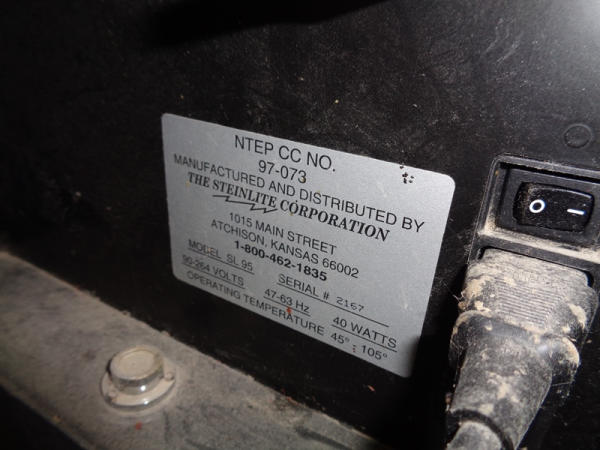 NTEP CC NO.
97-073
MANUFACTURED AND DISTRIBUTED BY
THE STEINLITE CORPORATION
1015 MAIN STREET
ATCHISON, KANSAS 66002
1-800-462-1835
MODEL SL 95 SERIAL # 2167
90-264 VOLTS 47-63 Hz 40 WATTS
OPERATING TEMPERATURE 45° : 105°